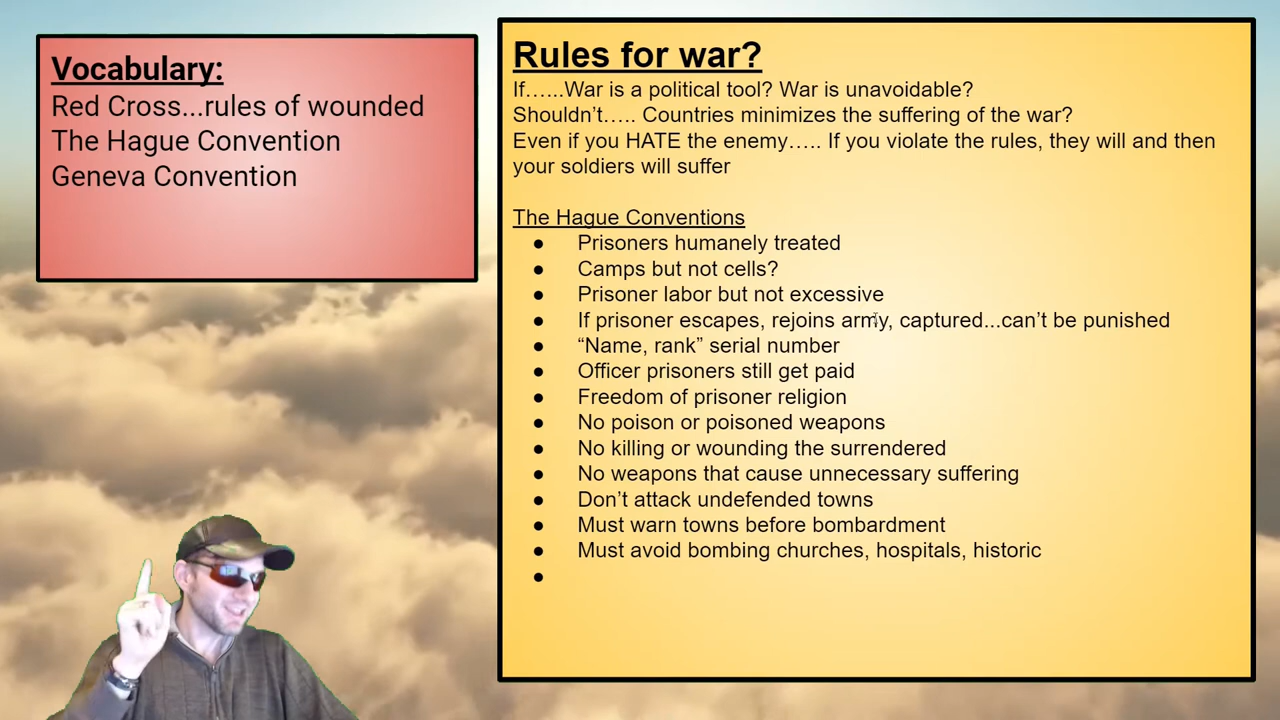 Vocabulary:
Red Cross...rules of wounded
The Hague Convention
Geneva Convention
Rules for war?
If…...War is a political tool? War is unavoidable?
Shouldn’t….. Countries minimizes the suffering of the war?
Even if you HATE the enemy….. If you violate the rules, they will and then
your soldiers will suffer
The Hague Conventions
● Prisoners humanely treated
● Camps but not cells?
● Prisoner labor but not excessive
● If prisoner escapes, rejoins army, captured...can’t be punished
● “Name, rank” serial number
● Officer prisoners still get paid
● Freedom of prisoner religion
● No poison or poisoned weapons
● No killing or wounding the surrendered
● No weapons that cause unnecessary suffering
● Don’t attack undefended towns
● Must warn towns before bombardment
● Must avoid bombing churches, hospitals, historic
●